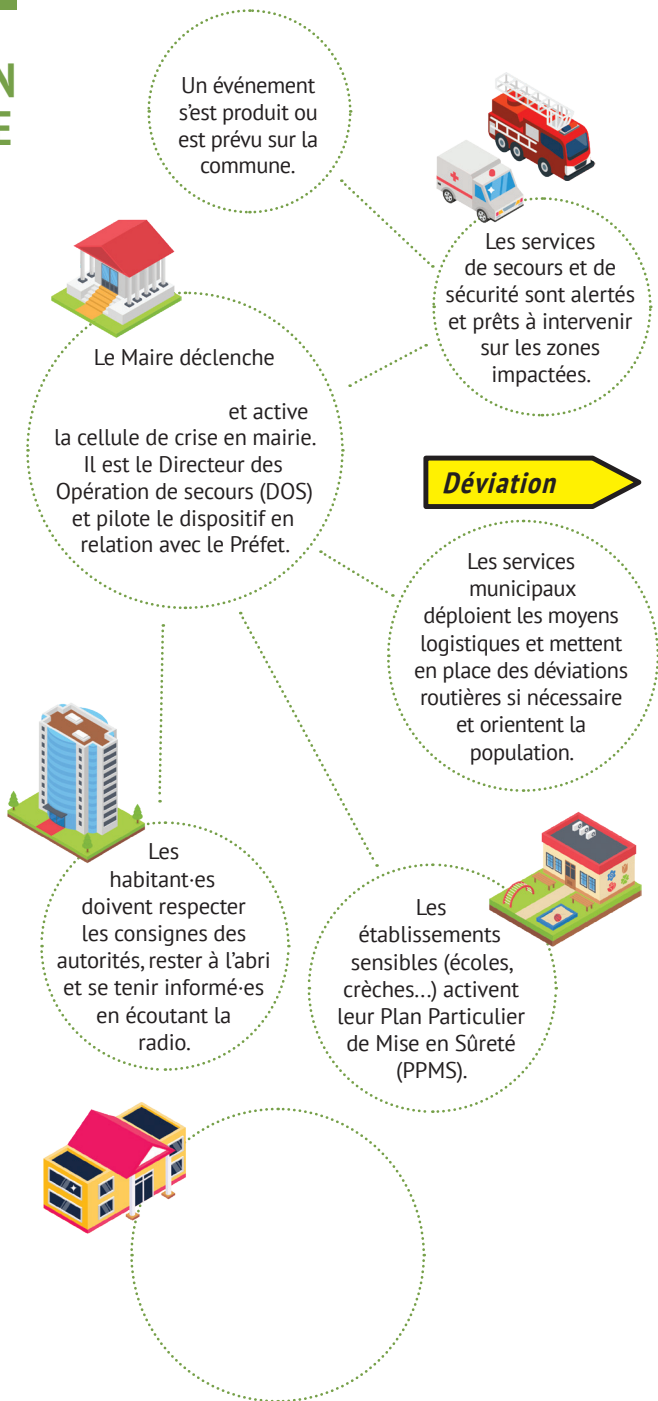 N
E
Un événement
s’est produit ou
est prévu sur la
commune.
Les services
de secours et de
sécurité sont alertés
et prêts à intervenir
sur les zones
impactées.
Le Maire déclenche
et active
la cellule de crise en mairie.
Il est le Directeur des
Opération de secours (DOS)
et pilote le dispositif en
relation avec le Préfet.
Déviation
Les services
municipaux
déploient les moyens
logistiques et mettent
en place des déviations
routières si nécessaire
et orientent la
population.
Les
habitant·es
doivent respecter
les consignes des
autorités, rester à l’abri
et se tenir informé·es
en écoutant la
radio.
Les
établissements
sensibles (écoles,
crèches...) activent
leur Plan Particulier
de Mise en Sûreté
(PPMS).